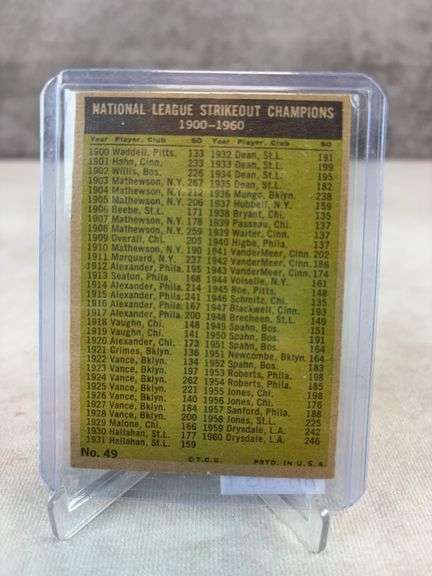 NATIONAL LEAGUE STRIKEOUT CHAMPIONS
1900-1960
Year Player, Club SO
1900 Waddell, Pitts. 133
1901 Hahn, Cinn. 233
1902 Willis, Bos. 226
1903 Mathewson, N.Y. 267
1904 Mathewson, N.Y. 212
1905 Mathewson, N.Y. 206
1906 Beebe, St.L. 171
1907 Mathewson, N.Y. 178
1908 Mathewson, N.Y. 259
1909 Overall, Chi. 205
1910 Mathewson, N.Y. 190
1911 Marquard, N.Y. 237
1912 Alexander, Phila. 195
1913 Seaton, Phila. 168
1914 Alexander, Phila. 214
1915 Alexander, Phila. 241
1916 Alexander, Phila. 167
1917 Alexander, Phila. 200
1918 Vaughn, Chi. 148
1919 Vaughn, Chi. 141
1920 Alexander, Chi. 173
1921 Grimes, Bklyn. 136
1922 Vance, Bklyn. 134
1923 Vance, Bklyn. 197
1924 Vance, Bklyn. 262
1925 Vance, Bklyn. 221
1926 Vance, Bklyn. 140
1927 Vance, Bklyn. 184
1928 Vance, Bklyn. 200
1929 Malone, Chi. 166
1930 Hallahan, St.L. 177
1931 Hallahan, St.L. 159
Year Player, Club SO
1932 Dean, St.L. 191
1933 Dean, St.L. 199
1934 Dean, St.L. 195
1935 Dean, St.L. 182
1936 Mungo, Bklyn. 238
1937 Hubbell, N.Y. 159
1938 Bryant, Chi. 135
1939 Passeau, Chi. 137
1939 Walter, Cinn. 137
1940 Higbe, Phila. 137
1941 VanderMeer, Cinn. 202
1942 VanderMeer, Cinn. 186
1943 VanderMeer, Cinn. 174
1944 Voiselle, N.Y. 161
1945 Roe, Pitts. 148
1946 Schmitz, Chi. 135
1947 Blackwell, Cinn. 193
1948 Brecheen, St.L. 149
1949 Spahn, Bos. 151
1950 Spahn, Bos. 191
1951 Spahn, Bos. 164
1951 Newcombe, Bklyn. 164
1952 Spahn, Bos. 183
1953 Roberts, Phila. 198
1954 Roberts, Phila. 185
1955 Jones, Chi. 198
1956 Jones, Chi. 176
1957 Sanford, Phila. 188
1958 Jones, St.L. 225
1959 Drysdale, L.A. 242
1960 Drysdale, L.A. 246
No. 49
©T.C.G. PRTD. IN U.S.A.